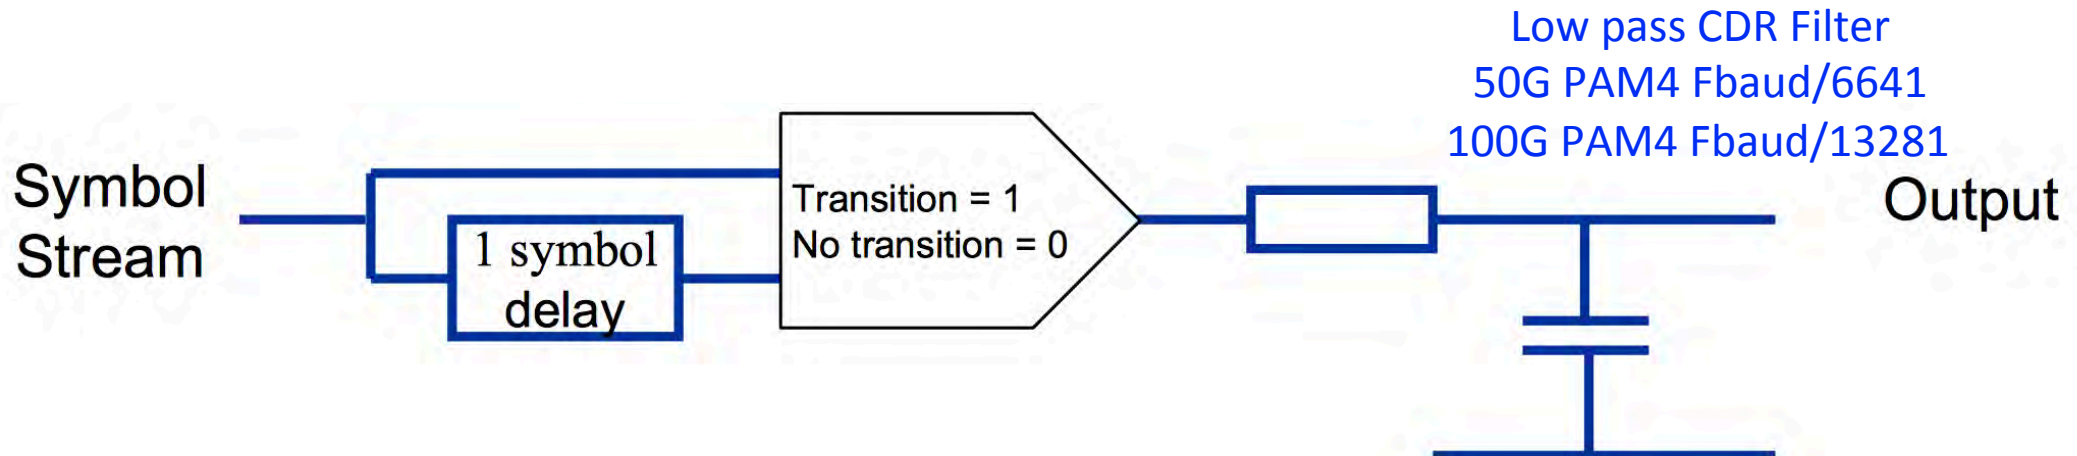 Low pass CDR Filter
50G PAM4 Fbaud/6641
100G PAM4 Fbaud/13281
Symbol
Stream
1 symbol
delay
Transition = 1
No transition = 0
Output